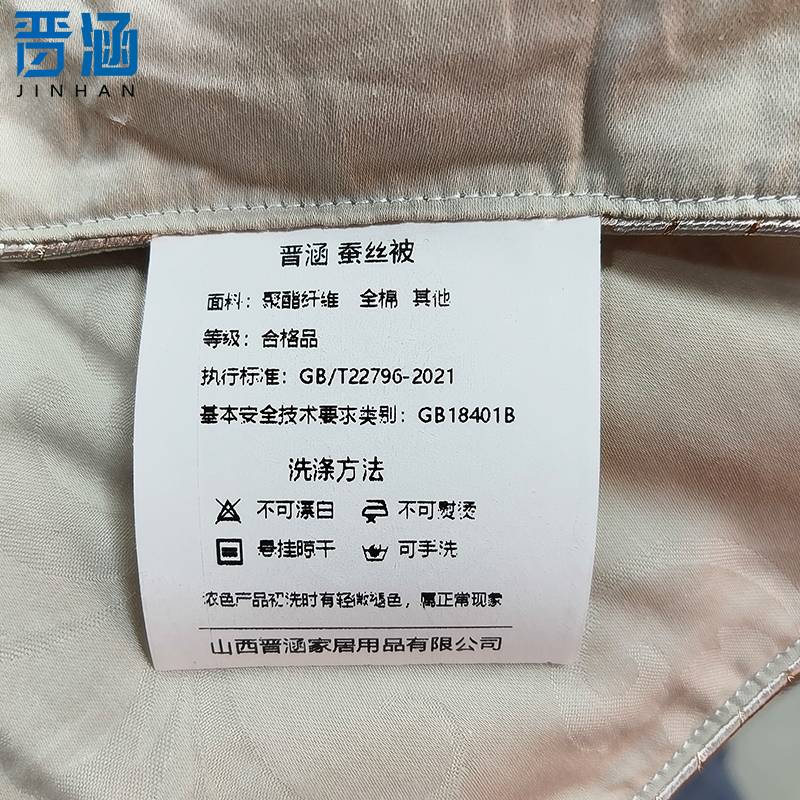 晋涵
JINHAN
晋涵 蚕丝被
面料：聚酯纤维 全棉 其他
等级：合格品
执行标准：GB/T22796-2021
基本安全技术要求类别：GB18401B
洗涤方法
不可漂白 不可熨烫
悬挂晾干 可手洗
浓色产品初洗时有轻微褪色，属正常现象
山西晋涵家居用品有限公司